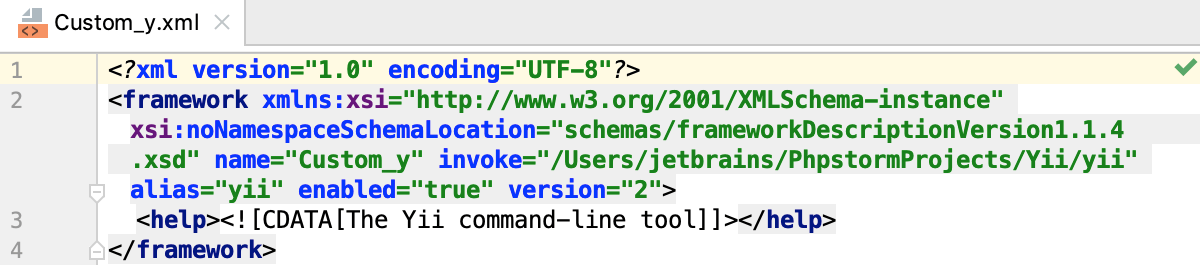 Custom_y.xml
1 <?xml version="1.0" encoding="UTF-8"?>
2 <framework xmlns:xsi="http://www.w3.org/2001/XMLSchema-instance"
xsi:noNamespaceSchemaLocation="schemas/frameworkDescriptionVersion1.1.4
.xsd" name="Custom_y" invoke="/Users/jetbrains/PhpstormProjects/Yii/yii"
alias="yii" enabled="true" version="2">
3 <help><![CDATA[The Yii command-line tool]]></help>
4 </framework>